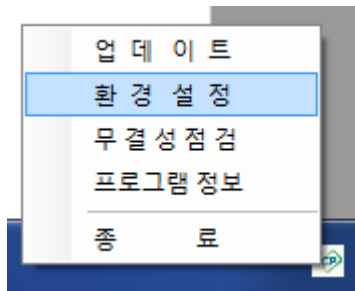 업 데 이 트
환 경 설 정
무 결 성 점 검
프로그램 정보
종 료
CP